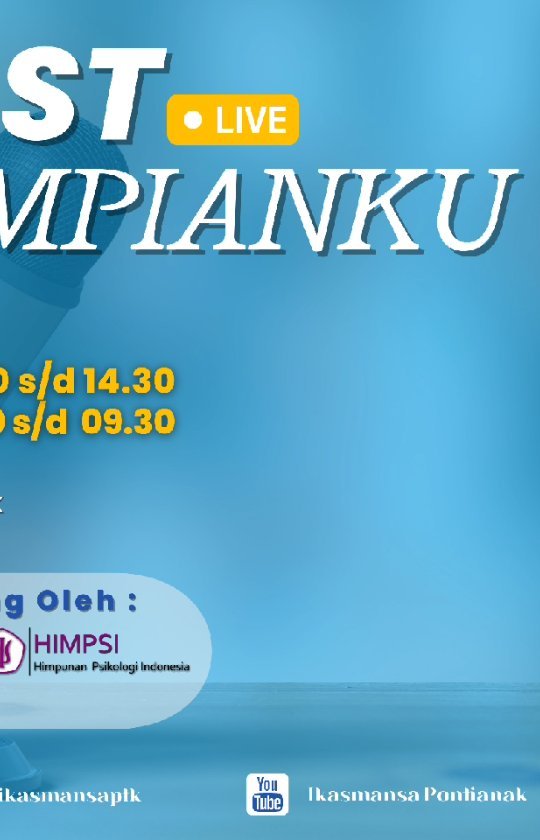 ST
LIVE
MPIANKU
0 s/d 14.30
0 s/d 09.30
k
ng Oleh :
HIMPSI
Himpunan Psikologi Indonesia
ikasmansaptk
You
Tube
Ikasmansa Pontianak